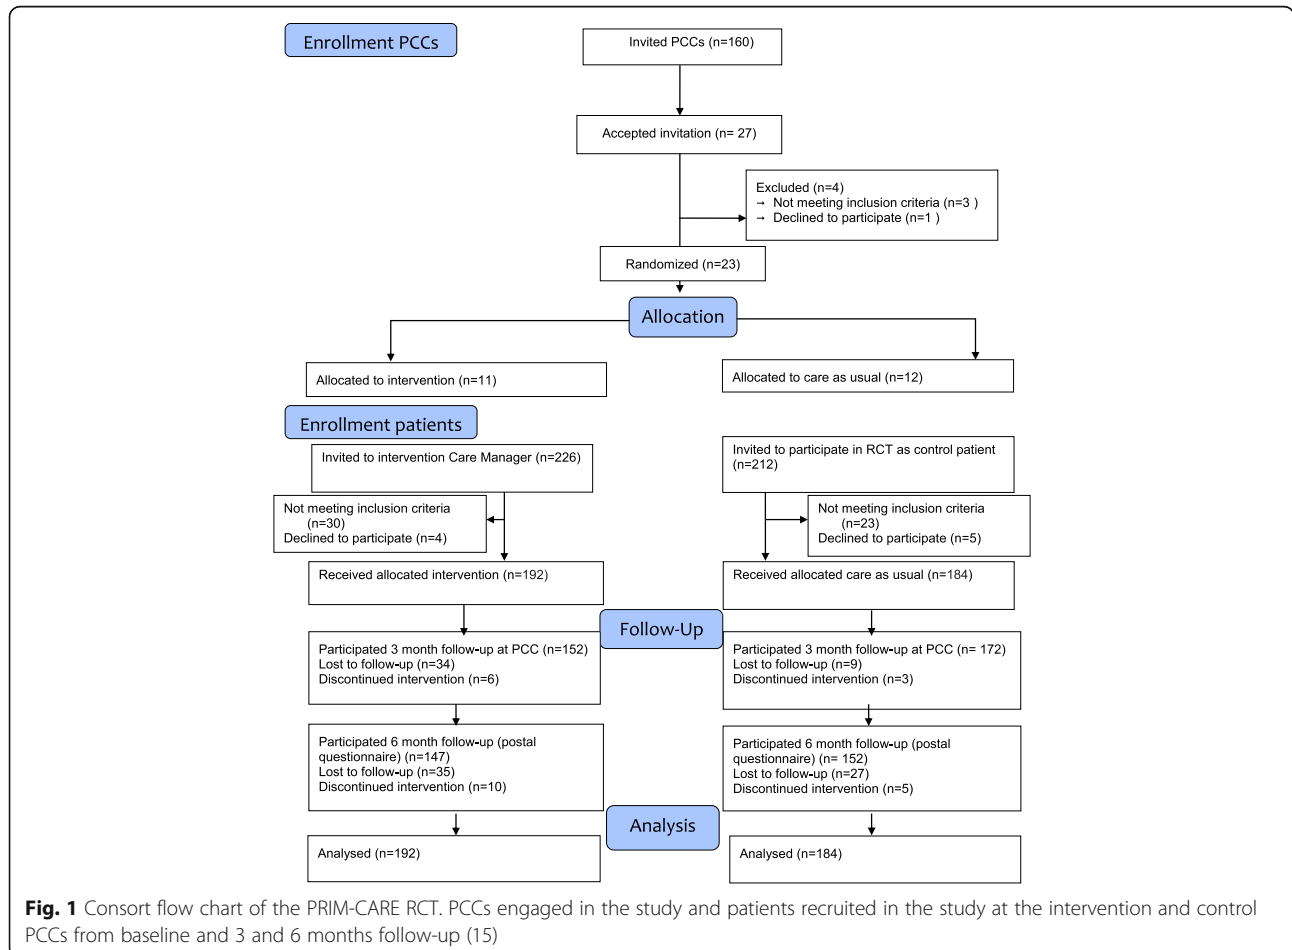 Enrollment PCCs
Invited PCCs (n=160)
Accepted invitation (n= 27)
Excluded (n=4)
→ Not meeting inclusion criteria (n=3 )
→ Declined to participate (n=1 )
Randomized (n=23)
Allocation
Allocated to intervention (n=11)
Allocated to care as usual (n=12)
Enrollment patients
Invited to intervention Care Manager (n=226)
Invited to participate in RCT as control patient
(n=212)
Not meeting inclusion criteria
(n=30)
Declined to participate (n=4)
Not meeting inclusion criteria
(n=23)
Declined to participate (n=5)
Received allocated intervention (n=192)
Received allocated care as usual (n=184)
Follow-Up
Participated 3 month follow-up at PCC (n=152)
Lost to follow-up (n=34)
Discontinued intervention (n=6)
Participated 3 month follow-up at PCC (n= 172)
Lost to follow-up (n=9)
Discontinued intervention (n=3)
Participated 6 month follow-up (postal
questionnaire) (n=147)
Lost to follow-up (n=35)
Discontinued intervention (n=10)
Participated 6 month follow-up (postal
questionnaire) (n= 152)
Lost to follow-up (n=27)
Discontinued intervention (n=5)
Analysis
Analysed (n=192)
Analysed (n=184)
Fig. 1 Consort flow chart of the PRIM-CARE RCT. PCCs engaged in the study and patients recruited in the study at the intervention and control
PCCs from baseline and 3 and 6 months follow-up (15)